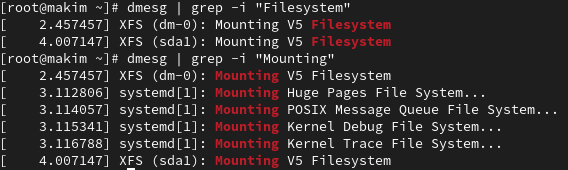 [root@makim ~]# dmesg | grep -i "Filesystem"
[    2.457457] XFS (dm-0): Mounting V5 Filesystem
[    4.007147] XFS (sda1): Mounting V5 Filesystem
[root@makim ~]# dmesg | grep -i "Mounting"
[    2.457457] XFS (dm-0): Mounting V5 Filesystem
[    3.112806] systemd[1]: Mounting Huge Pages File System...
[    3.114057] systemd[1]: Mounting POSIX Message Queue File System...
[    3.115341] systemd[1]: Mounting Kernel Debug File System...
[    3.116788] systemd[1]: Mounting Kernel Trace File System...
[    4.007147] XFS (sda1): Mounting V5 Filesystem